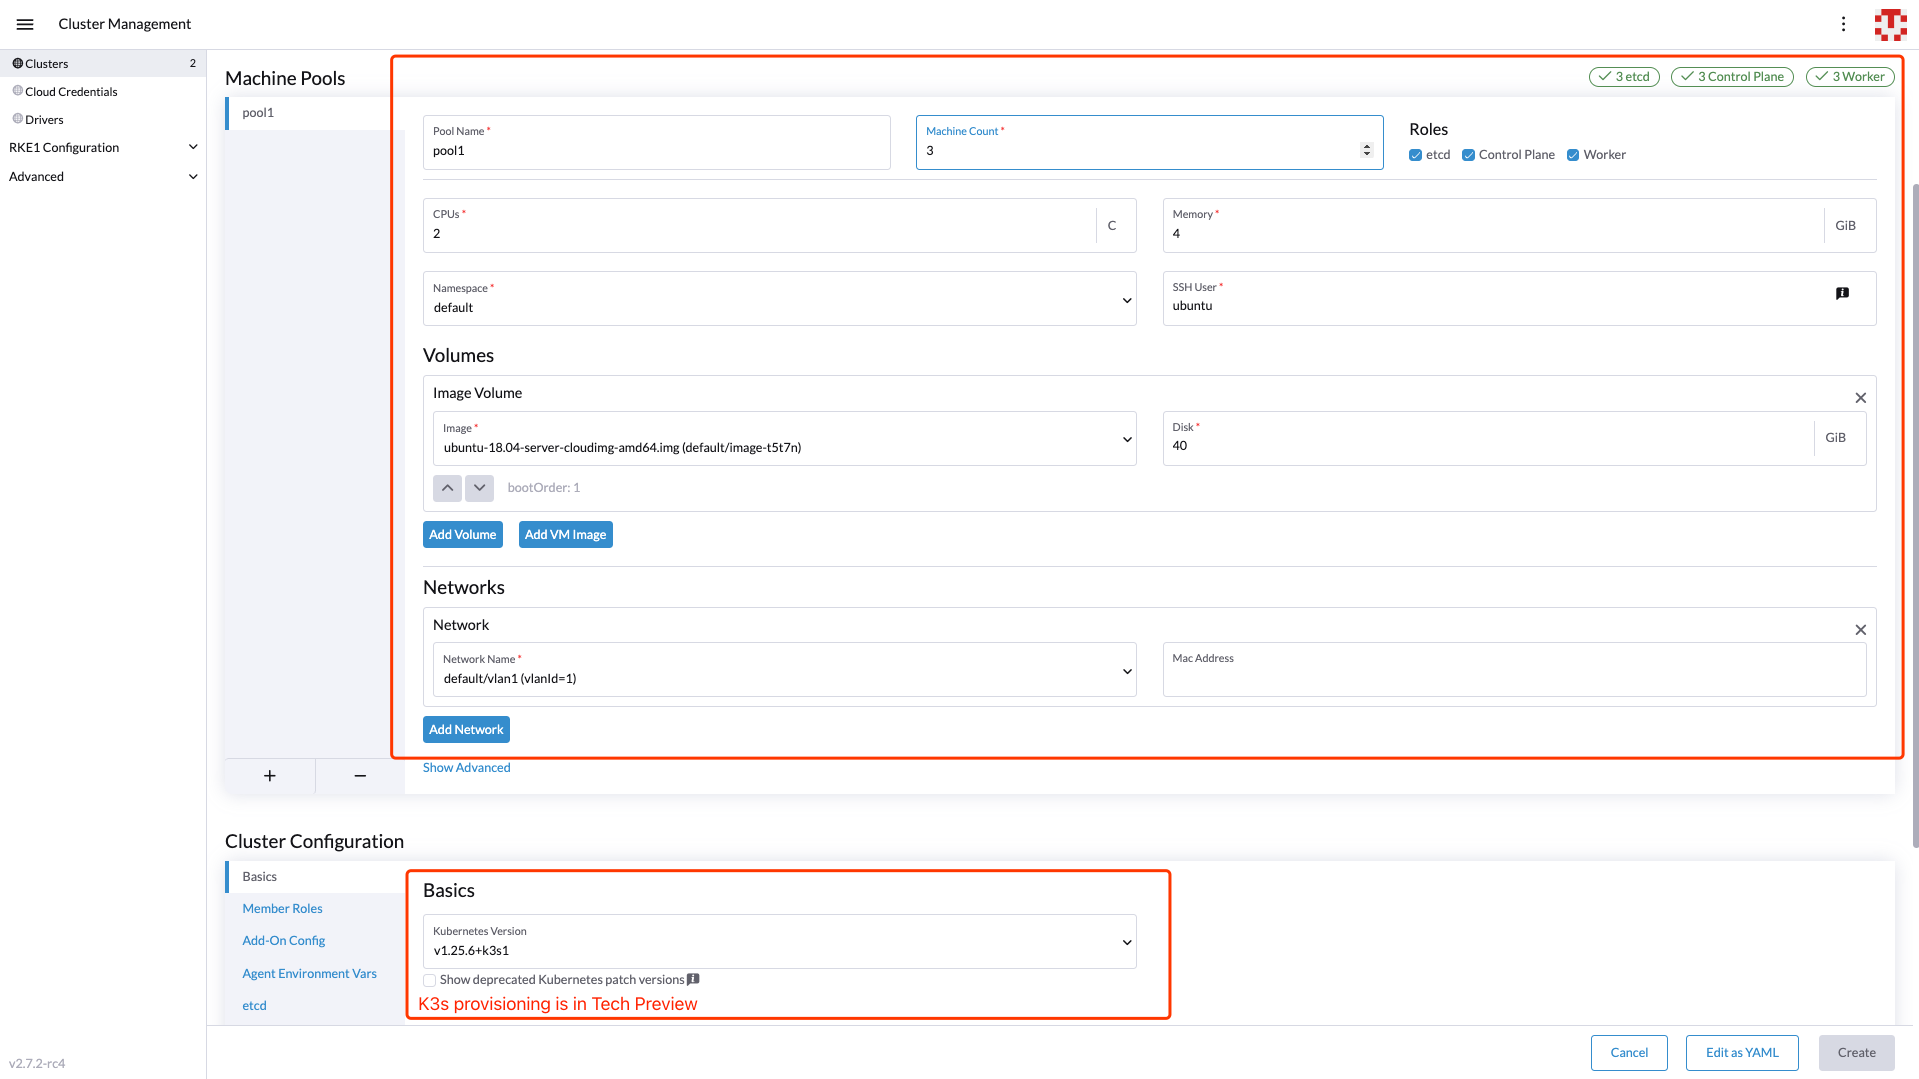 Cluster Management
Clusters 2
Cloud Credentials
Drivers
RKE1 Configuration
Advanced
v2.7.2-rc4
Machine Pools
3 etcd 3 Control Plane 3 Worker
pool1
Pool Name *
pool1
Machine Count *
3
Roles
etcd Control Plane Worker
CPUs *
2 C
Memory *
4 GiB
Namespace *
default
SSH User *
ubuntu
Volumes
Image Volume
Image *
ubuntu-18.04-server-cloudimg-amd64.img (default/image-t5t7n)
Disk *
40 GiB
bootOrder: 1
Add Volume Add VM Image
Networks
Network
Network Name *
default/vlan1 (vlanId=1)
Mac Address
Add Network
Show Advanced
Cluster Configuration
Basics
Member Roles
Add-On Config
Agent Environment Vars
etcd
Basics
Kubernetes Version
v1.25.6+k3s1
Show deprecated Kubernetes patch versions
K3s provisioning is in Tech Preview
Cancel Edit as YAML Create